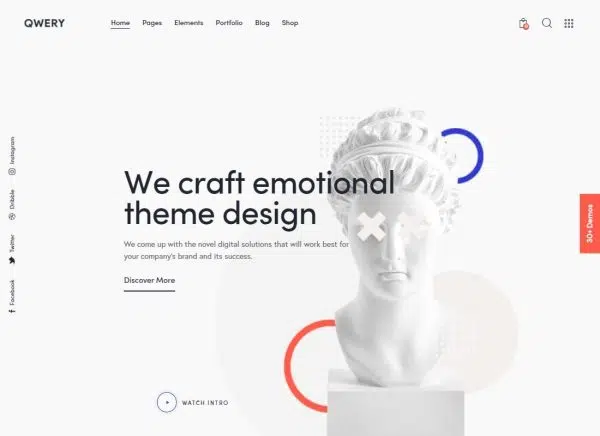 QWERY
Home Pages Elements Portfolio Blog Shop
Instagram
Dribble
Twitter
Facebook
We craft emotional
theme design
We come up with the novel digital solutions that will work best for
your company's brand and its success.
Discover More
WATCH INTRO
30+ Demos